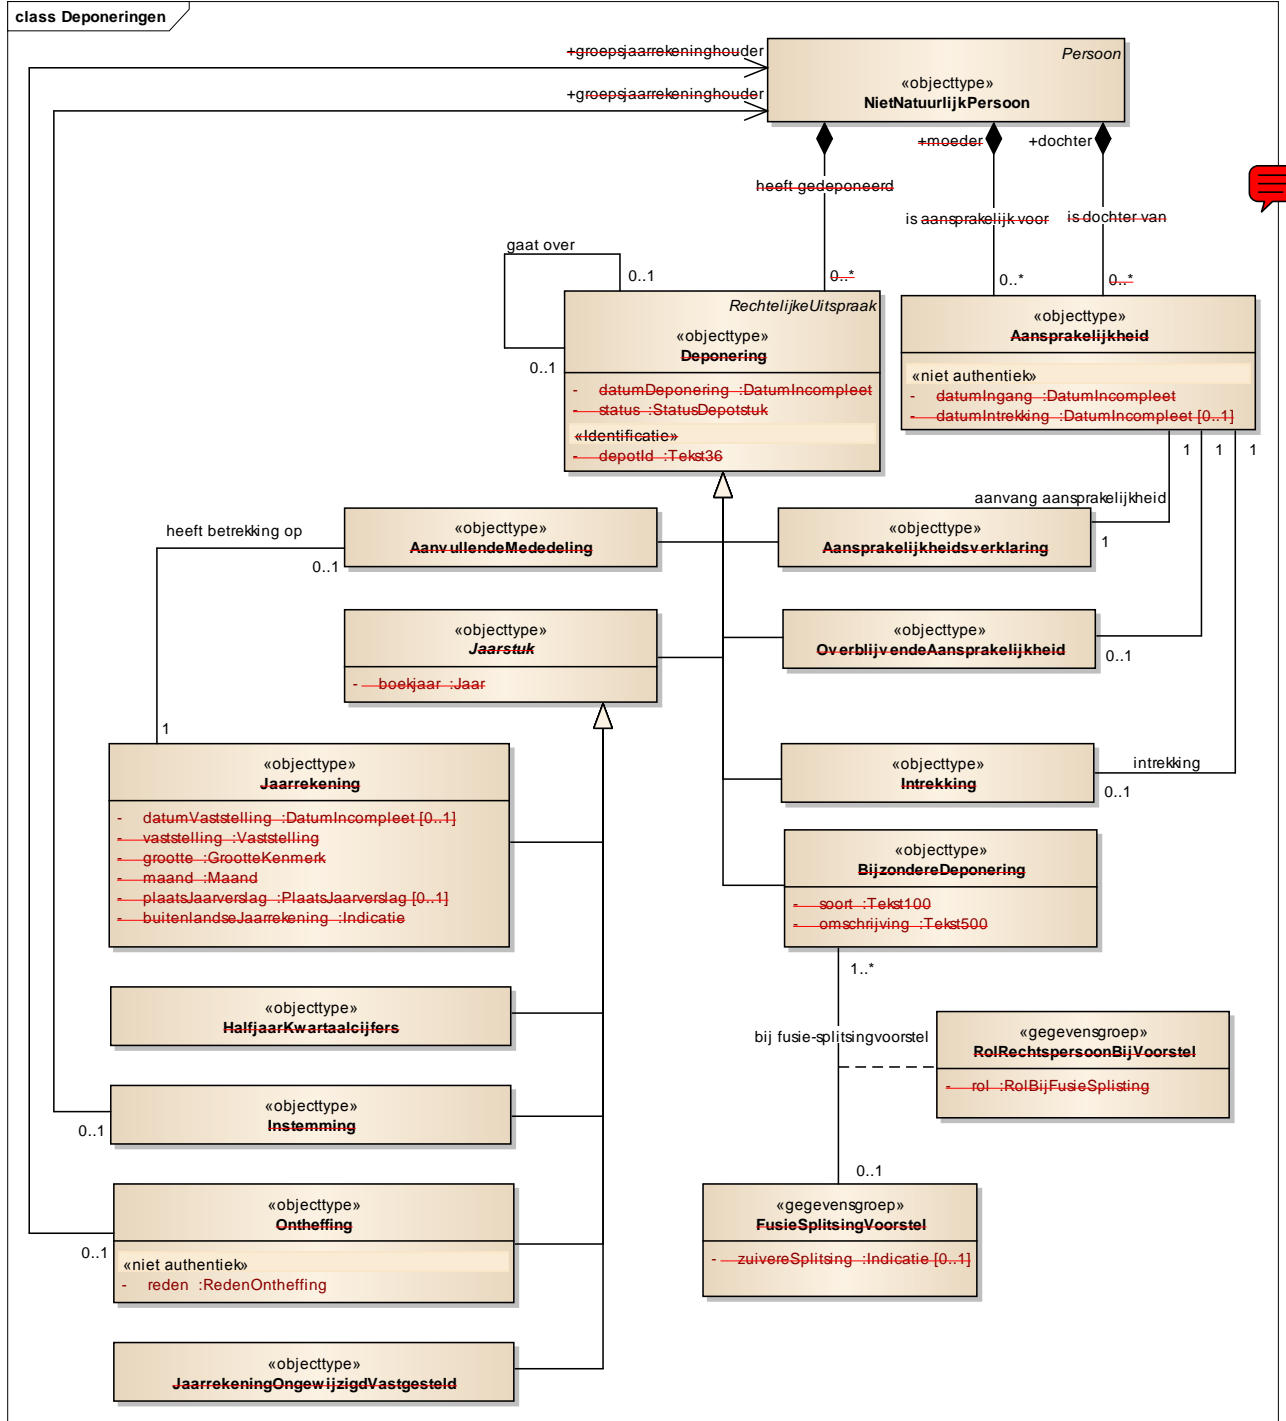 class Deponeringen
+groepsjaarrekeninghouder
Persoon
«objecttype»
NietNatuurlijkPersoon
+groepsjaarrekeninghouder
+moeder
+dochter
heeft gedeponeerd
is aansprakelijk voor
is dochter van
gaat over
0..1
0..*
0..*
0..*
0..1
RechtelijkeUitspraak
«objecttype»
Deponering
- datumDeponering :DatumIncompleet
- status :StatusDepotstuk
«Identificatie»
- depotId :Tekst36
«objecttype»
Aansprakelijkheid
«niet authentiek»
- datumIngang :DatumIncompleet
- datumIntrekking :DatumIncompleet [0..1]
1
1
1
aanvang aansprakelijkheid
1
heeft betrekking op
0..1
«objecttype»
AanvullendeMededeling
«objecttype»
Aansprakelijkheidsverklaring
«objecttype»
Jaarstuk
- boekjaar :Jaar
«objecttype»
OverblijvendeAansprakelijkheid
0..1
1
«objecttype»
Jaarrekening
- datumVaststelling :DatumIncompleet [0..1]
- vaststelling :Vaststelling
- grootte :GrootteKenmerk
- maand :Maand
- plaatsJaarverslag :PlaatsJaarverslag [0..1]
- buitenlandseJaarrekening :Indicatie
«objecttype»
Intrekking
intrekking
0..1
«objecttype»
BijzondereDeponering
- soort :Tekst100
- omschrijving :Tekst500
1..*
«objecttype»
HalfjaarKwartaalcijfers
bij fusie-splitsingvoorstel
«gegevensgroep»
RolRechtspersoonBijVoorstel
- rol :RolBijFusieSplisting
«objecttype»
Instemming
0..1
0..1
«objecttype»
Ontheffing
«niet authentiek»
- reden :RedenOntheffing
0..1
«gegevensgroep»
FusieSplitsingVoorstel
- zuivereSplitsing :Indicatie [0..1]
«objecttype»
JaarrekeningOngewijzigdVastgesteld